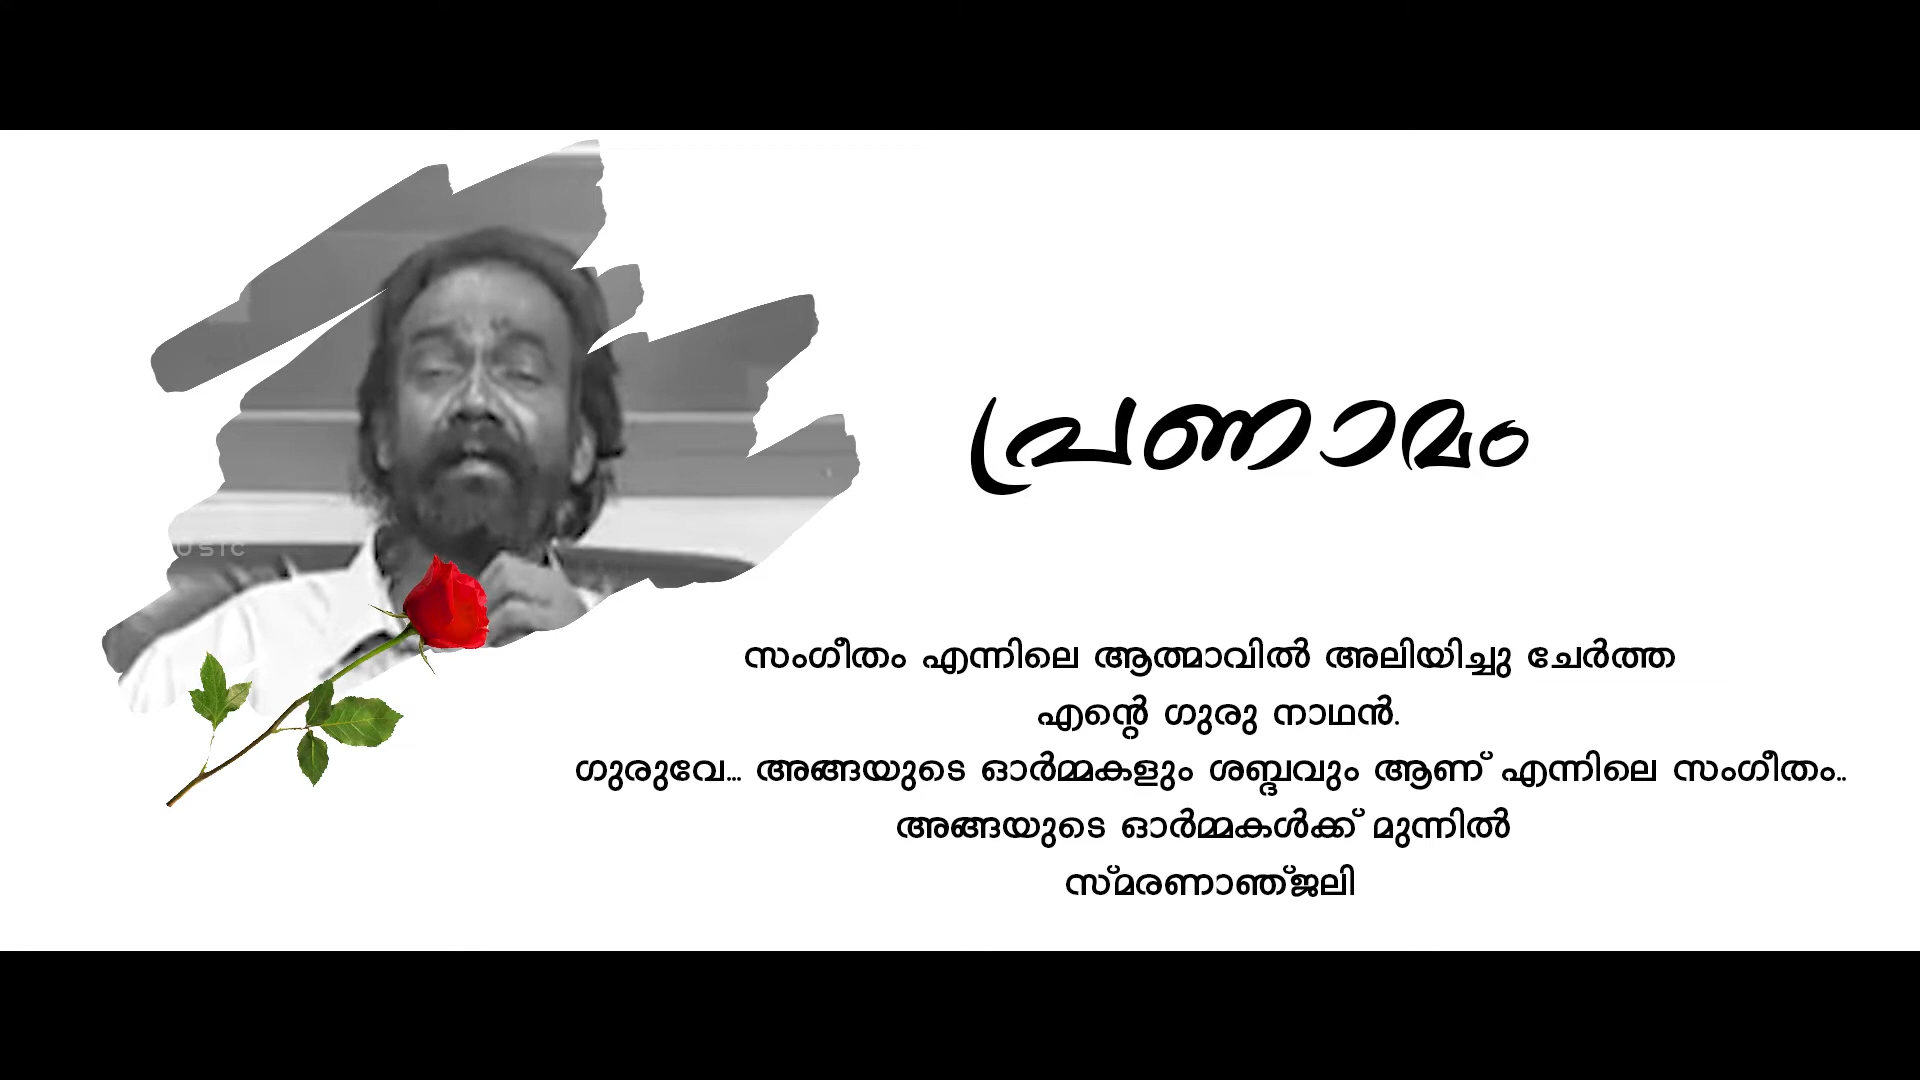 പ്രണാമം
സംഗീതം എന്നിലെ ആത്മാവിൽ അലിയിച്ചു ചേർത്ത
എന്റെ ഗുരു നാഥൻ.
ഗുരുവേ... അങ്ങയുടെ ഓർമ്മകളും ശബ്ദവും ആണ് എന്നിലെ സംഗീതം..
അങ്ങയുടെ ഓർമ്മകൾക്ക് മുന്നിൽ
സ്മരണാഞ്ജലി